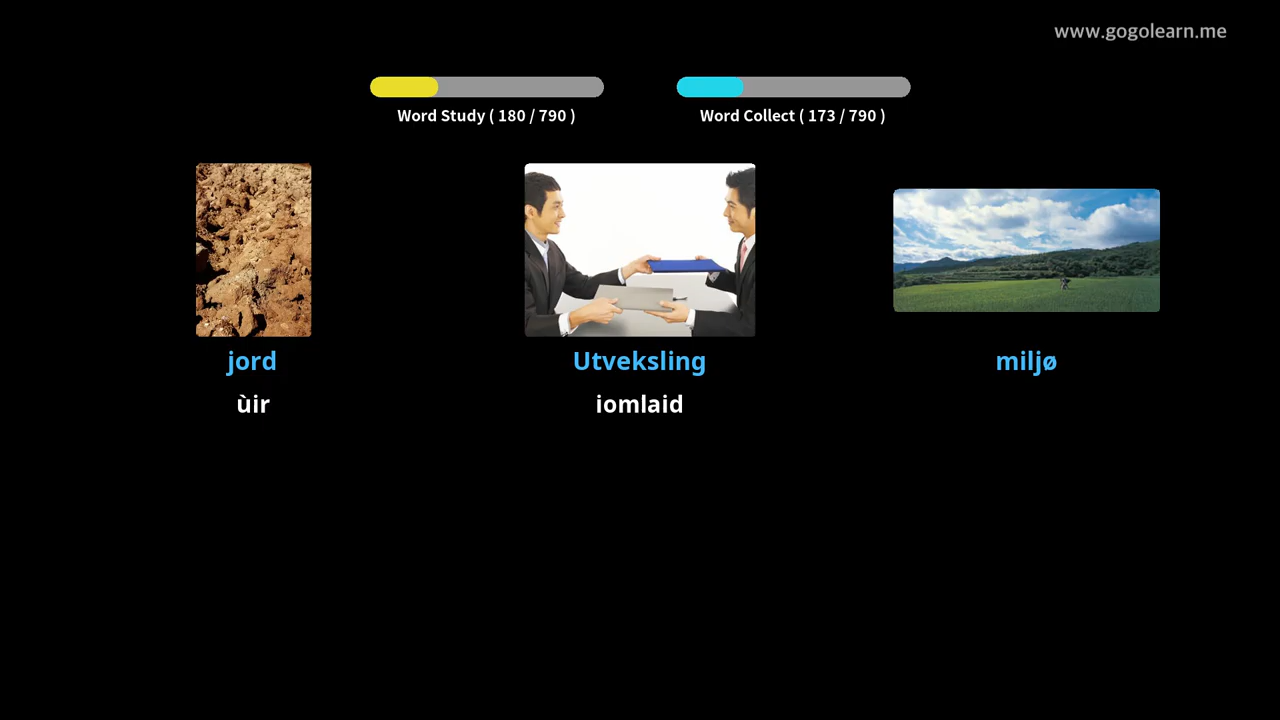 www.gogolearn.me
Word Study ( 180 / 790 )
Word Collect ( 173 / 790 )
jord
ùir
Utveksling
iomlaid
miljø